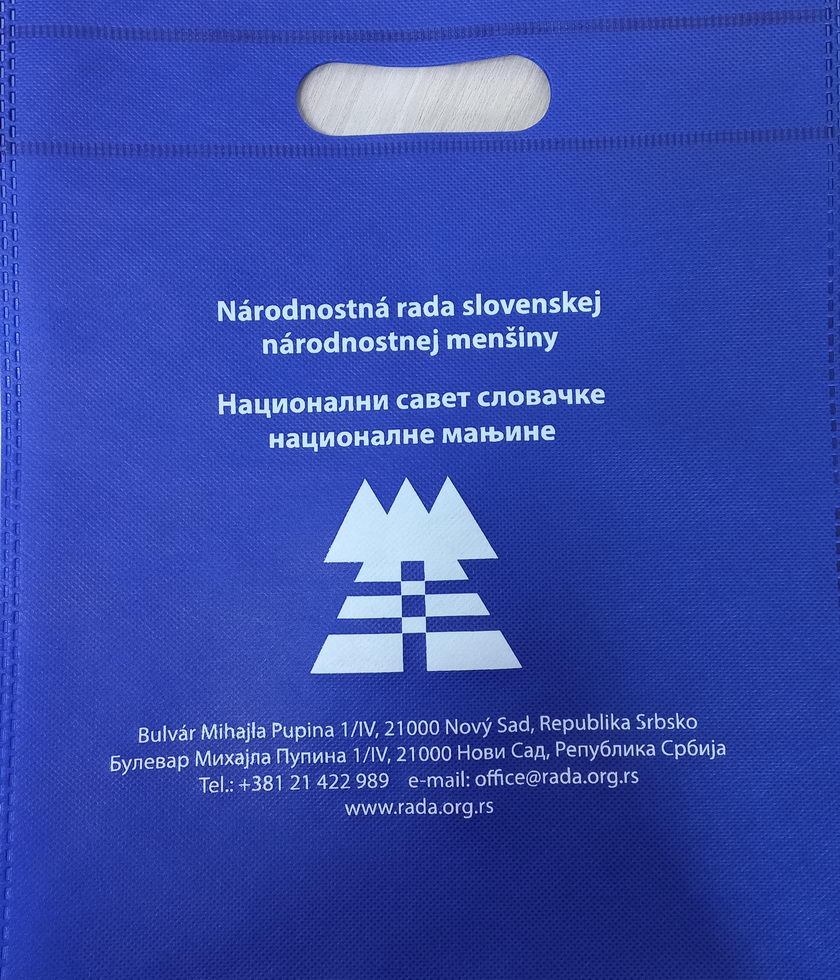 Národnostná rada slovenskej
národnostnej menšiny
Национални савет словачке
националне мањине
Bulvár Mihajla Pupina 1/IV, 21000 Nový Sad, Republika Srbsko
Булевар Михајла Пупина 1/IV, 21000 Нови Сад, Република Србија
Tel.: +381 21 422 989 e-mail: office@rada.org.rs
www.rada.org.rs